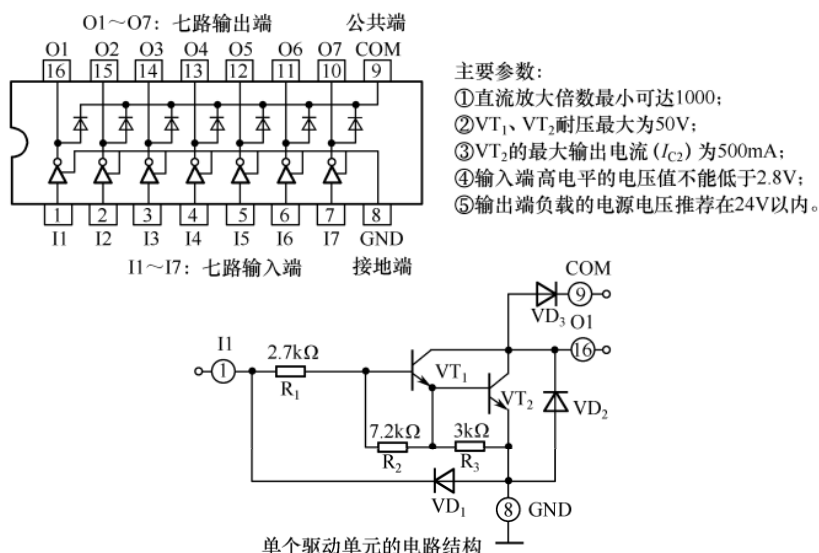 O1～O7：七路输出端 公共端
O1 O2 O3 O4 O5 O6 O7 COM
16 15 14 13 12 11 10 9
1 2 3 4 5 6 7 8
I1 I2 I3 I4 I5 I6 I7 GND
I1～I7：七路输入端 接地端
主要参数：
①直流放大倍数最小可达1000；
②VT₁、VT₂耐压最大为50V；
③VT₂的最大输出电流 (I_C2) 为500mA；
④输入端高电平的电压值不能低于2.8V；
⑤输出端负载的电源电压推荐在24V以内。
COM
9
VD₃
O1
16
I1
1
2.7kΩ
R₁
VT₁
VT₂
VD₂
7.2kΩ
R₂
3kΩ
R₃
VD₁
8 GND
单个驱动单元的电路结构